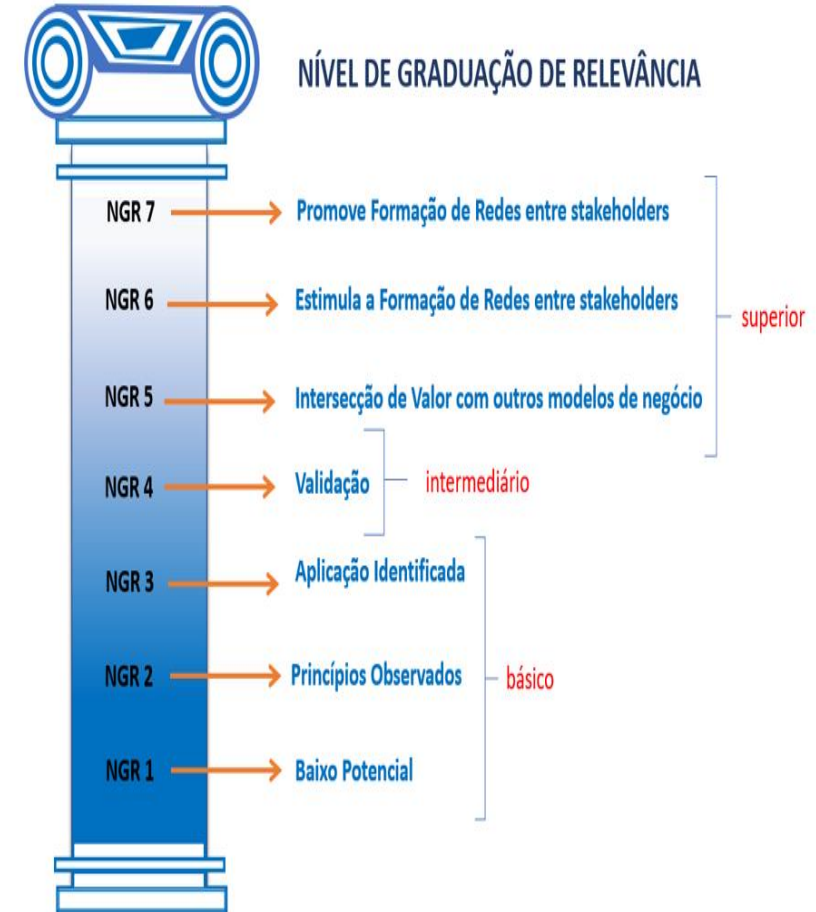 NÍVEL DE GRADUAÇÃO DE RELEVÂNCIA
NGR 7 Promove Formação de Redes entre stakeholders
NGR 6 Estimula a Formação de Redes entre stakeholders
superior
NGR 5 Intersecção de Valor com outros modelos de negócio
NGR 4 Validação intermediário
NGR 3 Aplicação Identificada
NGR 2 Princípios Observados básico
NGR 1 Baixo Potencial